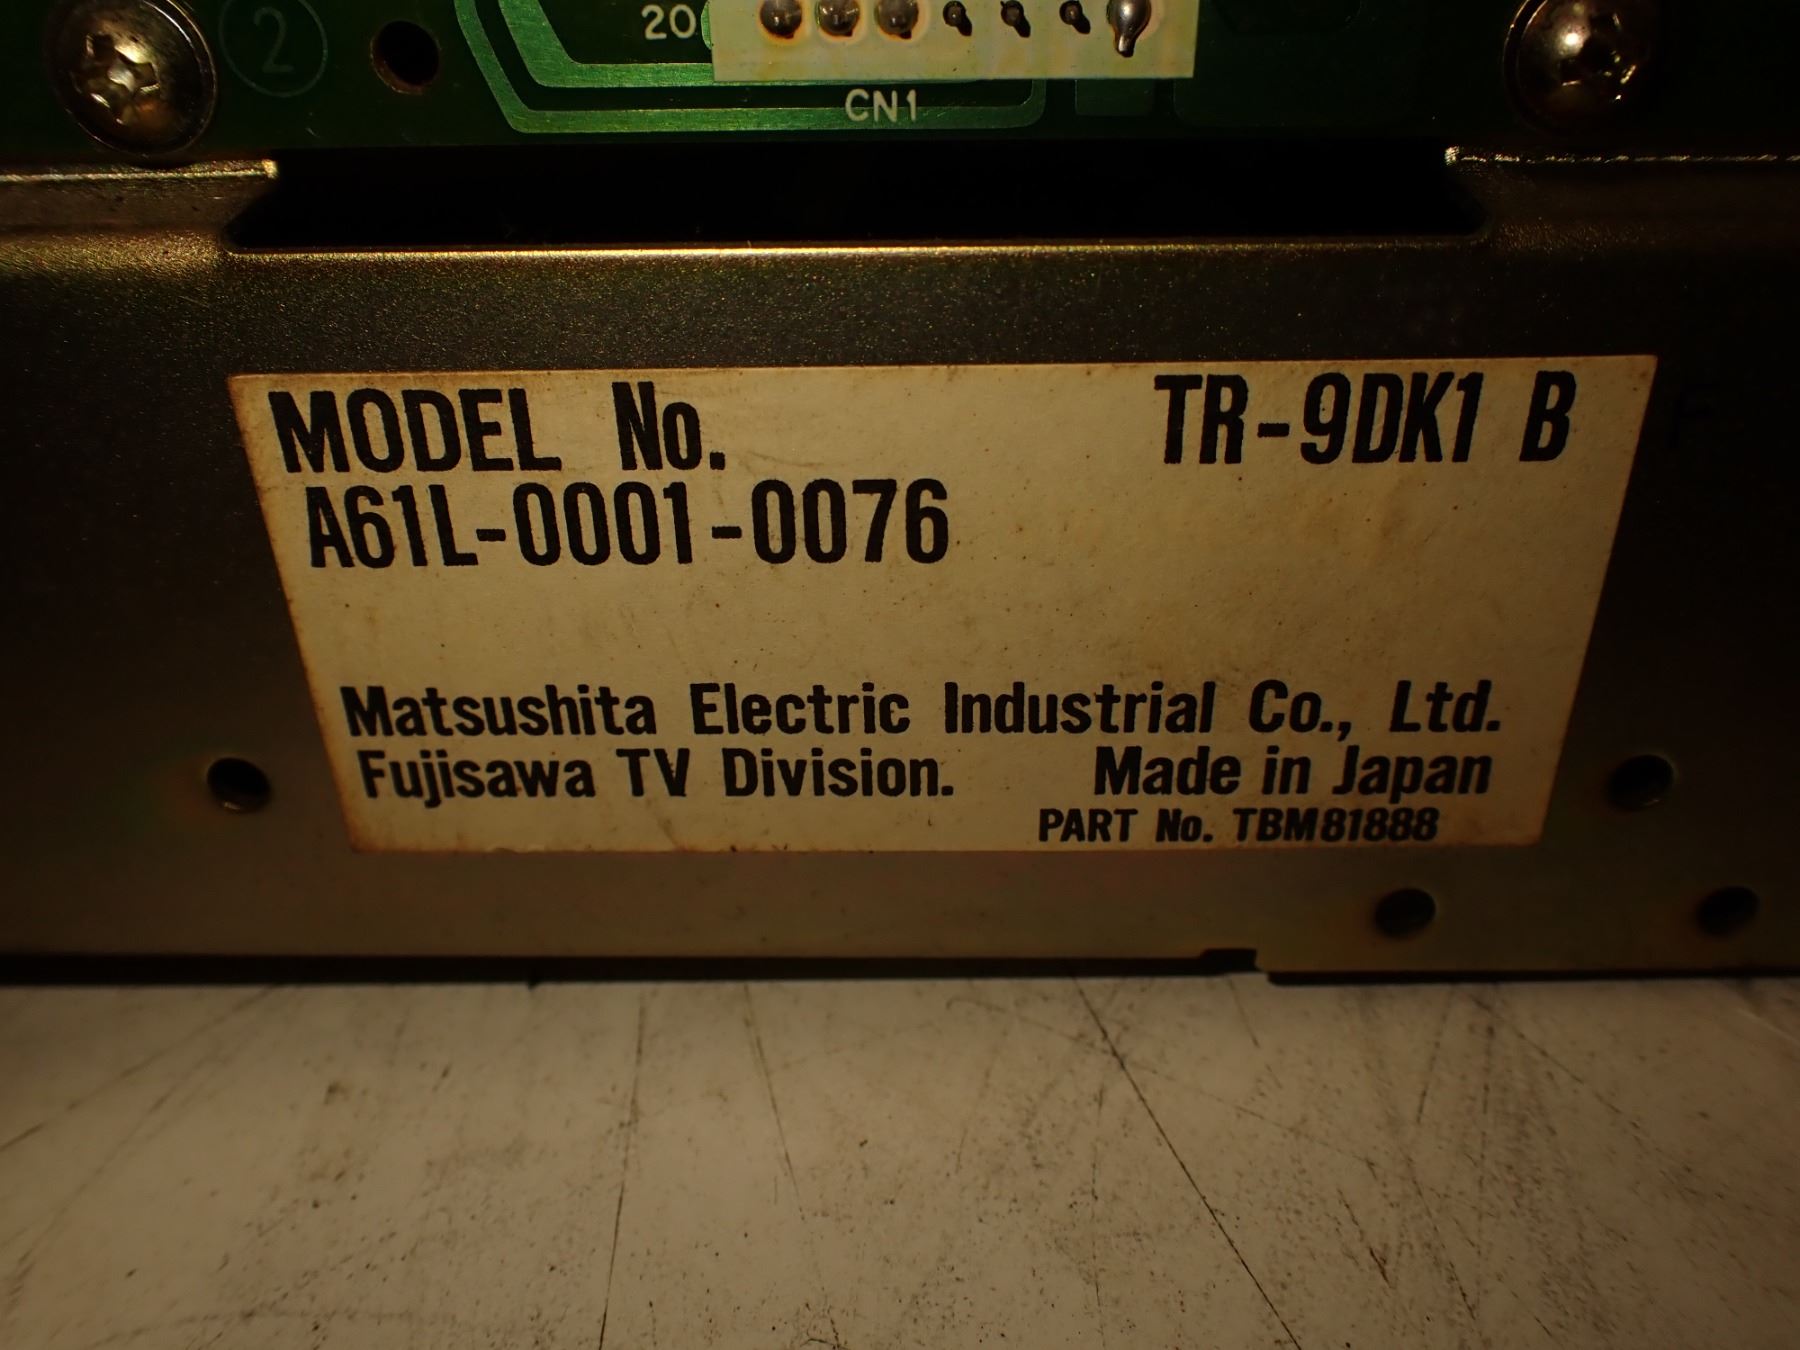 2
20
CN1
MODEL No. TR-9DK1 B
A61L-0001-0076
Matsushita Electric Industrial Co., Ltd.
Fujisawa TV Division. Made in Japan
PART No. TBM81888